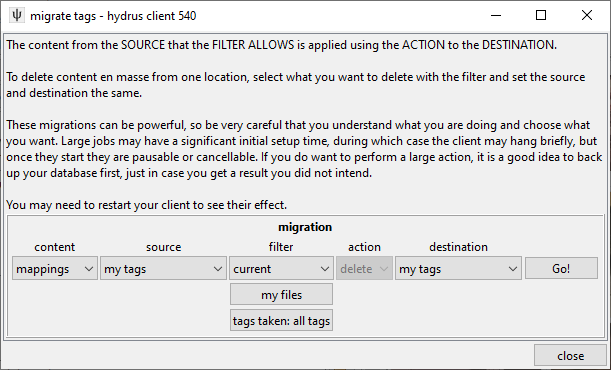 migrate tags - hydrus client 540
The content from the SOURCE that the FILTER ALLOWS is applied using the ACTION to the DESTINATION.
To delete content en masse from one location, select what you want to delete with the filter and set the source
and destination the same.
These migrations can be powerful, so be very careful that you understand what you are doing and choose what
you want. Large jobs may have a significant initial setup time, during which case the client may hang briefly, but
once they start they are pausable or cancellable. If you do want to perform a large action, it is a good idea to back
up your database first, just in case you get a result you did not intend.
You may need to restart your client to see their effect.
migration
content source filter action destination
mappings my tags current delete my tags Go!
my files
tags taken: all tags
close